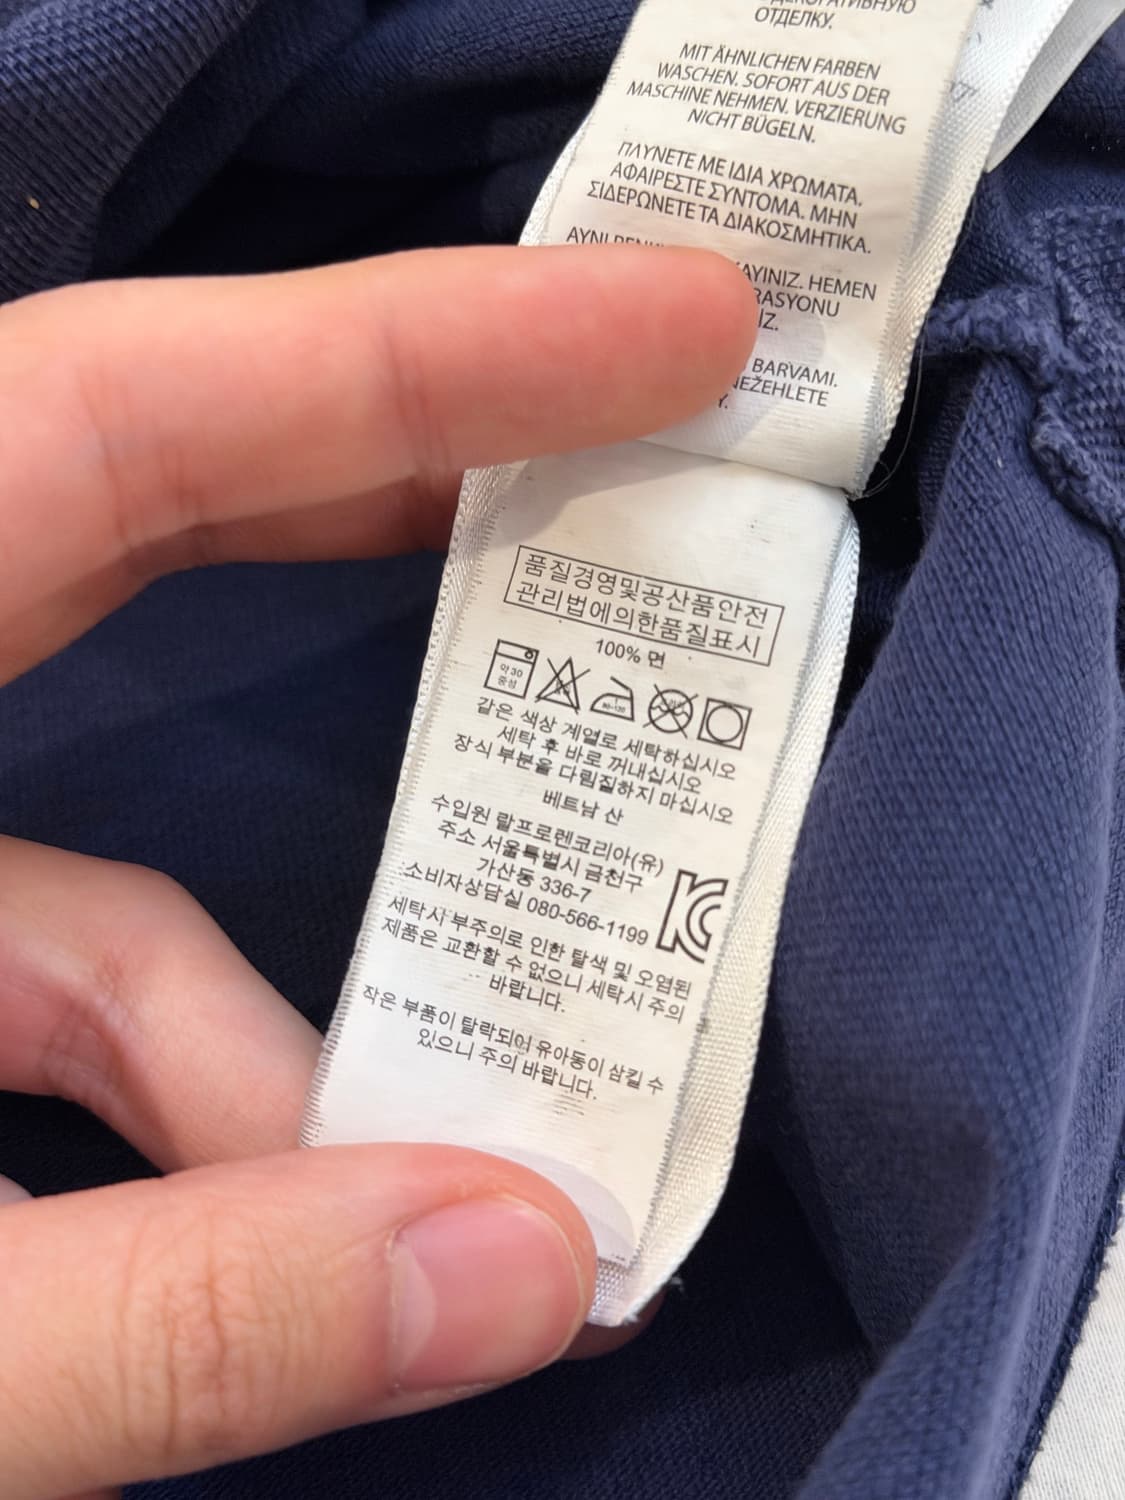 ОТДЕЛКУ.
MIT ÄHNLICHEN FARBEN
WASCHEN. SOFORT AUS DER
MASCHINE NEHMEN. VERZIERUNG
NICHT BÜGELN.
ΠΛΥΝΕΤΕ ΜΕ ΙΔΙΑ ΧΡΩΜΑΤΑ.
ΑΦΑΙΡΕΣΤΕ ΣΥΝΤΟΜΑ. ΜΗΝ
ΣΙΔΕΡΩΝΕΤΕ ΤΑ ΔΙΑΚΟΣΜΗΤΙΚΑ.
AYNI HEMEN
BARVAMI.
NEŽEHLETE
품질경영및공산품안전
관리법에의한품질표시
100% 면
약30
중성
80~120
같은 색상 계열로 세탁하십시오
세탁 후 바로 꺼내십시오
장식 부분을 다림질하지 마십시오
베트남 산
수입원 랄프로렌코리아(유)
주소 서울특별시 금천구
가산동 336-7
소비자상담실 080-566-1199
세탁시 부주의로 인한 탈색 및 오염된
제품은 교환할 수 없으니 세탁시 주의
바랍니다.
작은 부품이 탈락되어 유아동이 삼킬 수
있으니 주의 바랍니다.